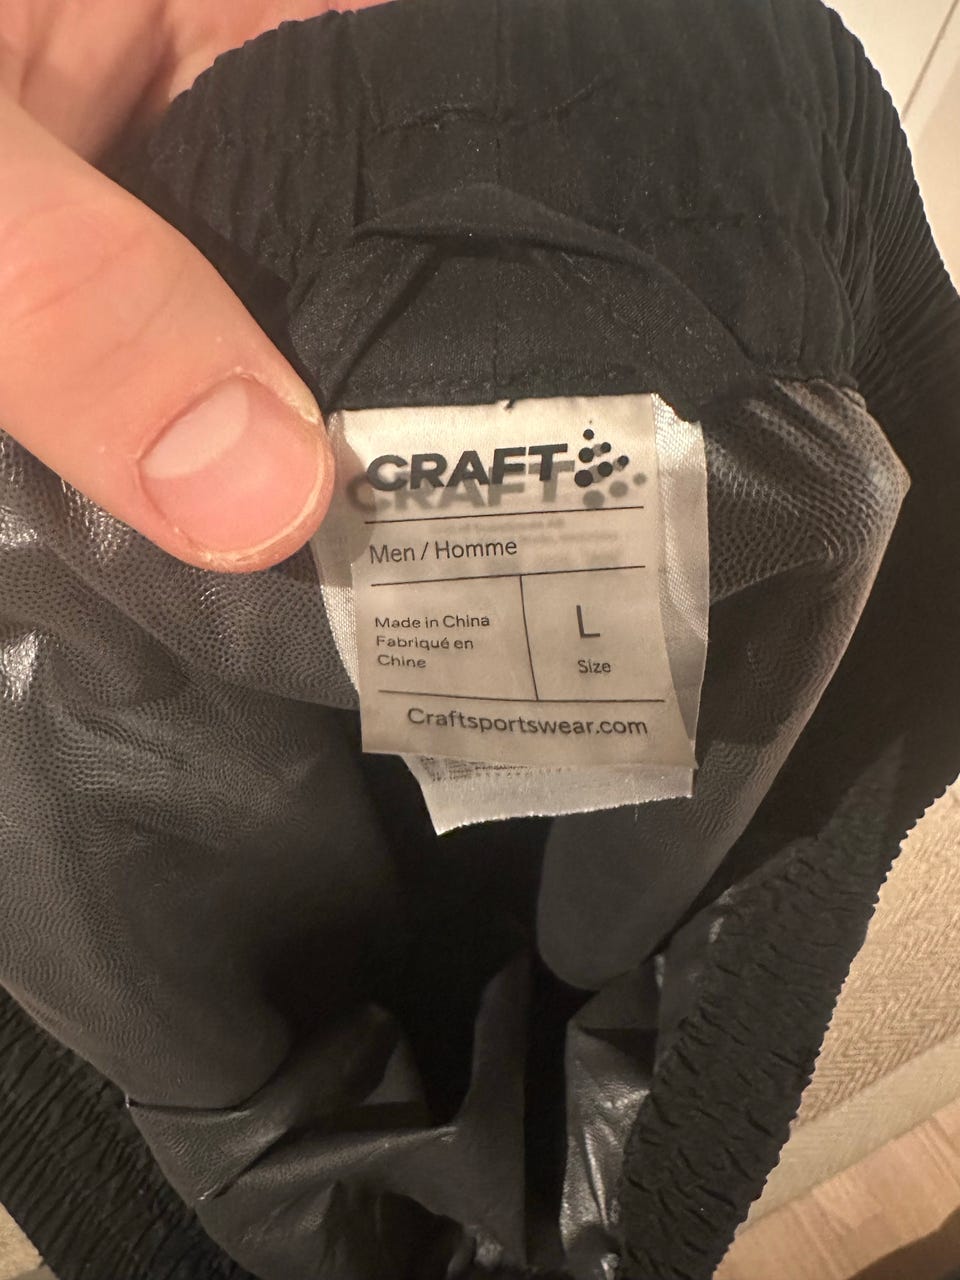 CRAFT
Men / Homme
Made in China
Fabriqué en
Chine
L
Size
Craftsportswear.com